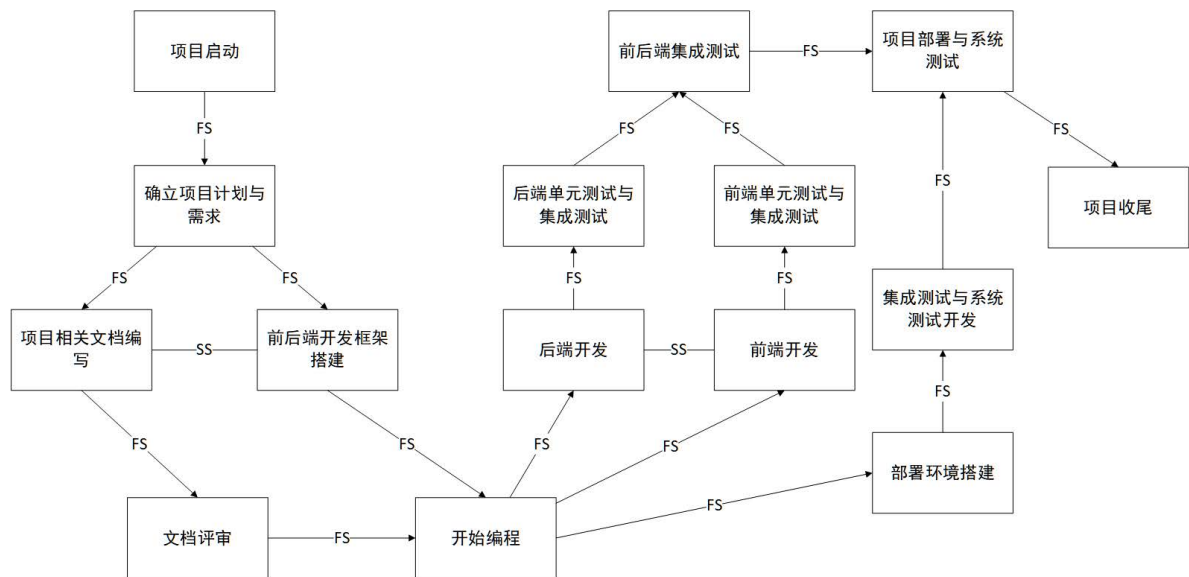 项目启动
FS
确立项目计划与
需求
FS
FS
项目相关文档编
写
SS
前后端开发框架
搭建
FS
FS
文档评审
FS
开始编程
FS
FS
FS
后端开发
SS
前端开发
FS
FS
后端单元测试与
集成测试
前端单元测试与
集成测试
FS
FS
前后端集成测试
FS
项目部署与系统
测试
FS
FS
项目收尾
集成测试与系统
测试开发
FS
部署环境搭建